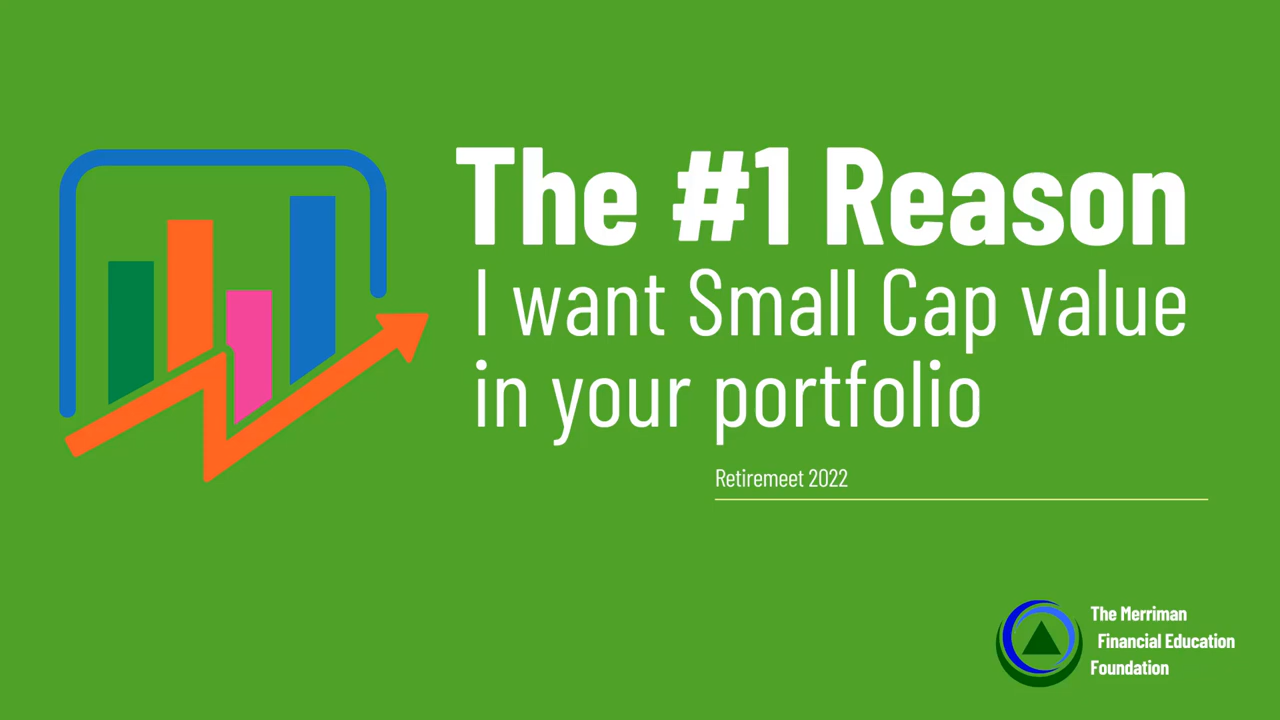 The #1 Reason
I want Small Cap value
in your portfolio
Retiremeet 2022
The Merriman
Financial Education
Foundation